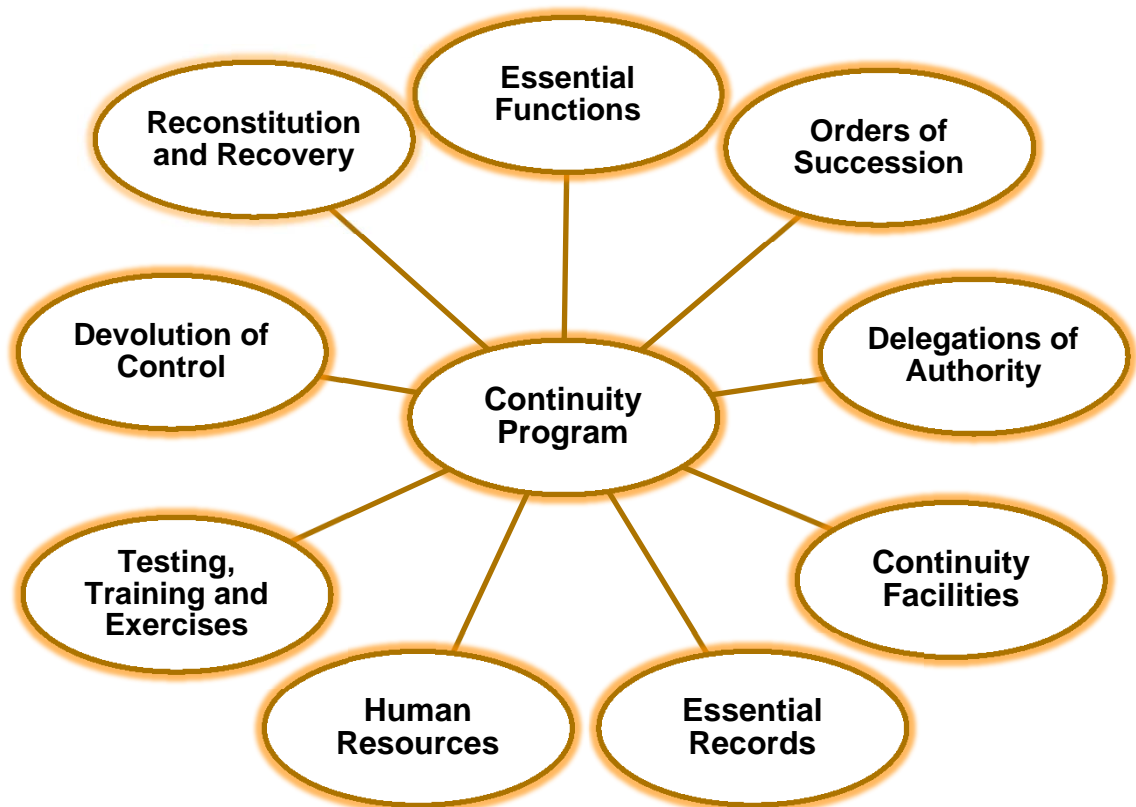 Essential
Functions
Orders of
Succession
Delegations of
Authority
Continuity
Facilities
Essential
Records
Human
Resources
Testing,
Training and
Exercises
Devolution of
Control
Reconstitution
and Recovery
Continuity
Program